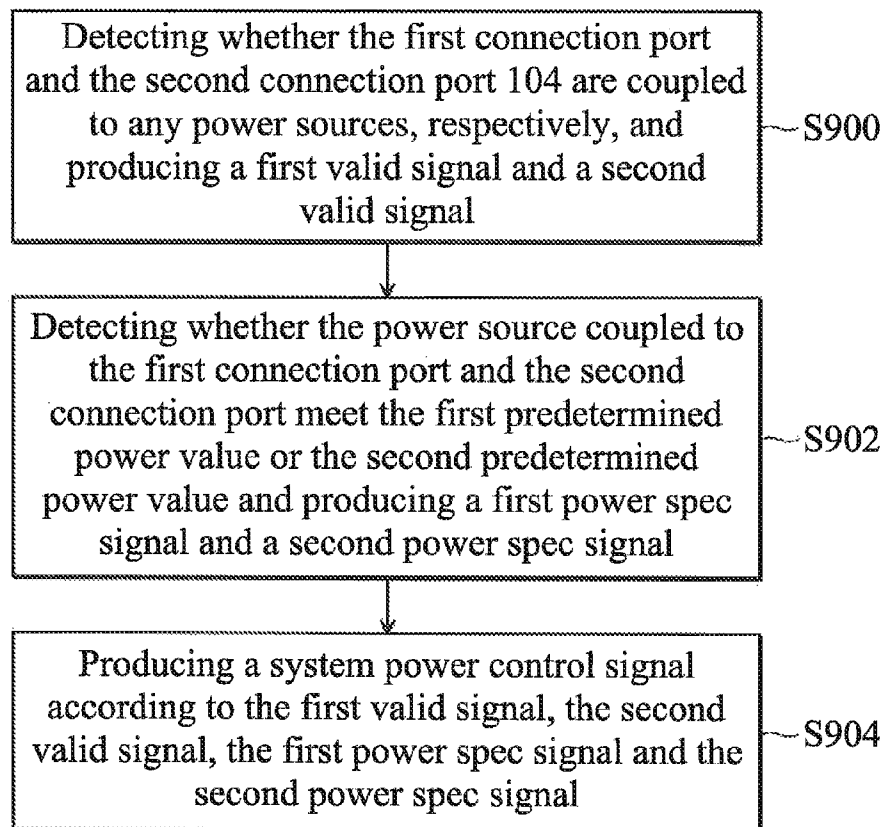 Detecting whether the first connection port
and the second connection port 104 are coupled
to any power sources, respectively, and
producing a first valid signal and a second
valid signal
S900
Detecting whether the power source coupled to
the first connection port and the second
connection port meet the first predetermined
power value or the second predetermined
power value and producing a first power spec
signal and a second power spec signal
S902
Producing a system power control signal
according to the first valid signal, the second
valid signal, the first power spec signal and the
second power spec signal
S904